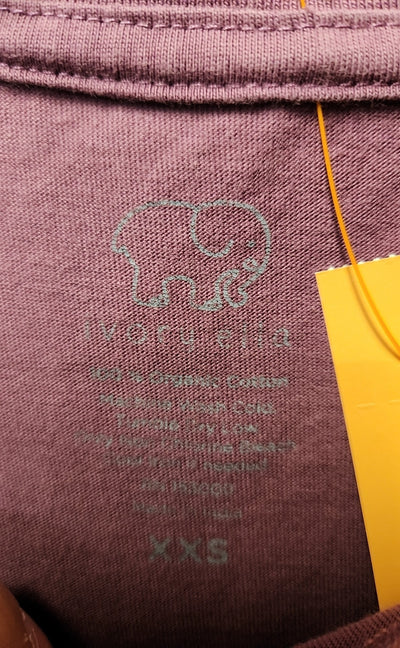 ivory ella
100% Organic Cotton
Machine Wash Cold
Tumble Dry Low
Only Non-Chlorine Bleach
Cool Iron if needed
Made in India
XXS